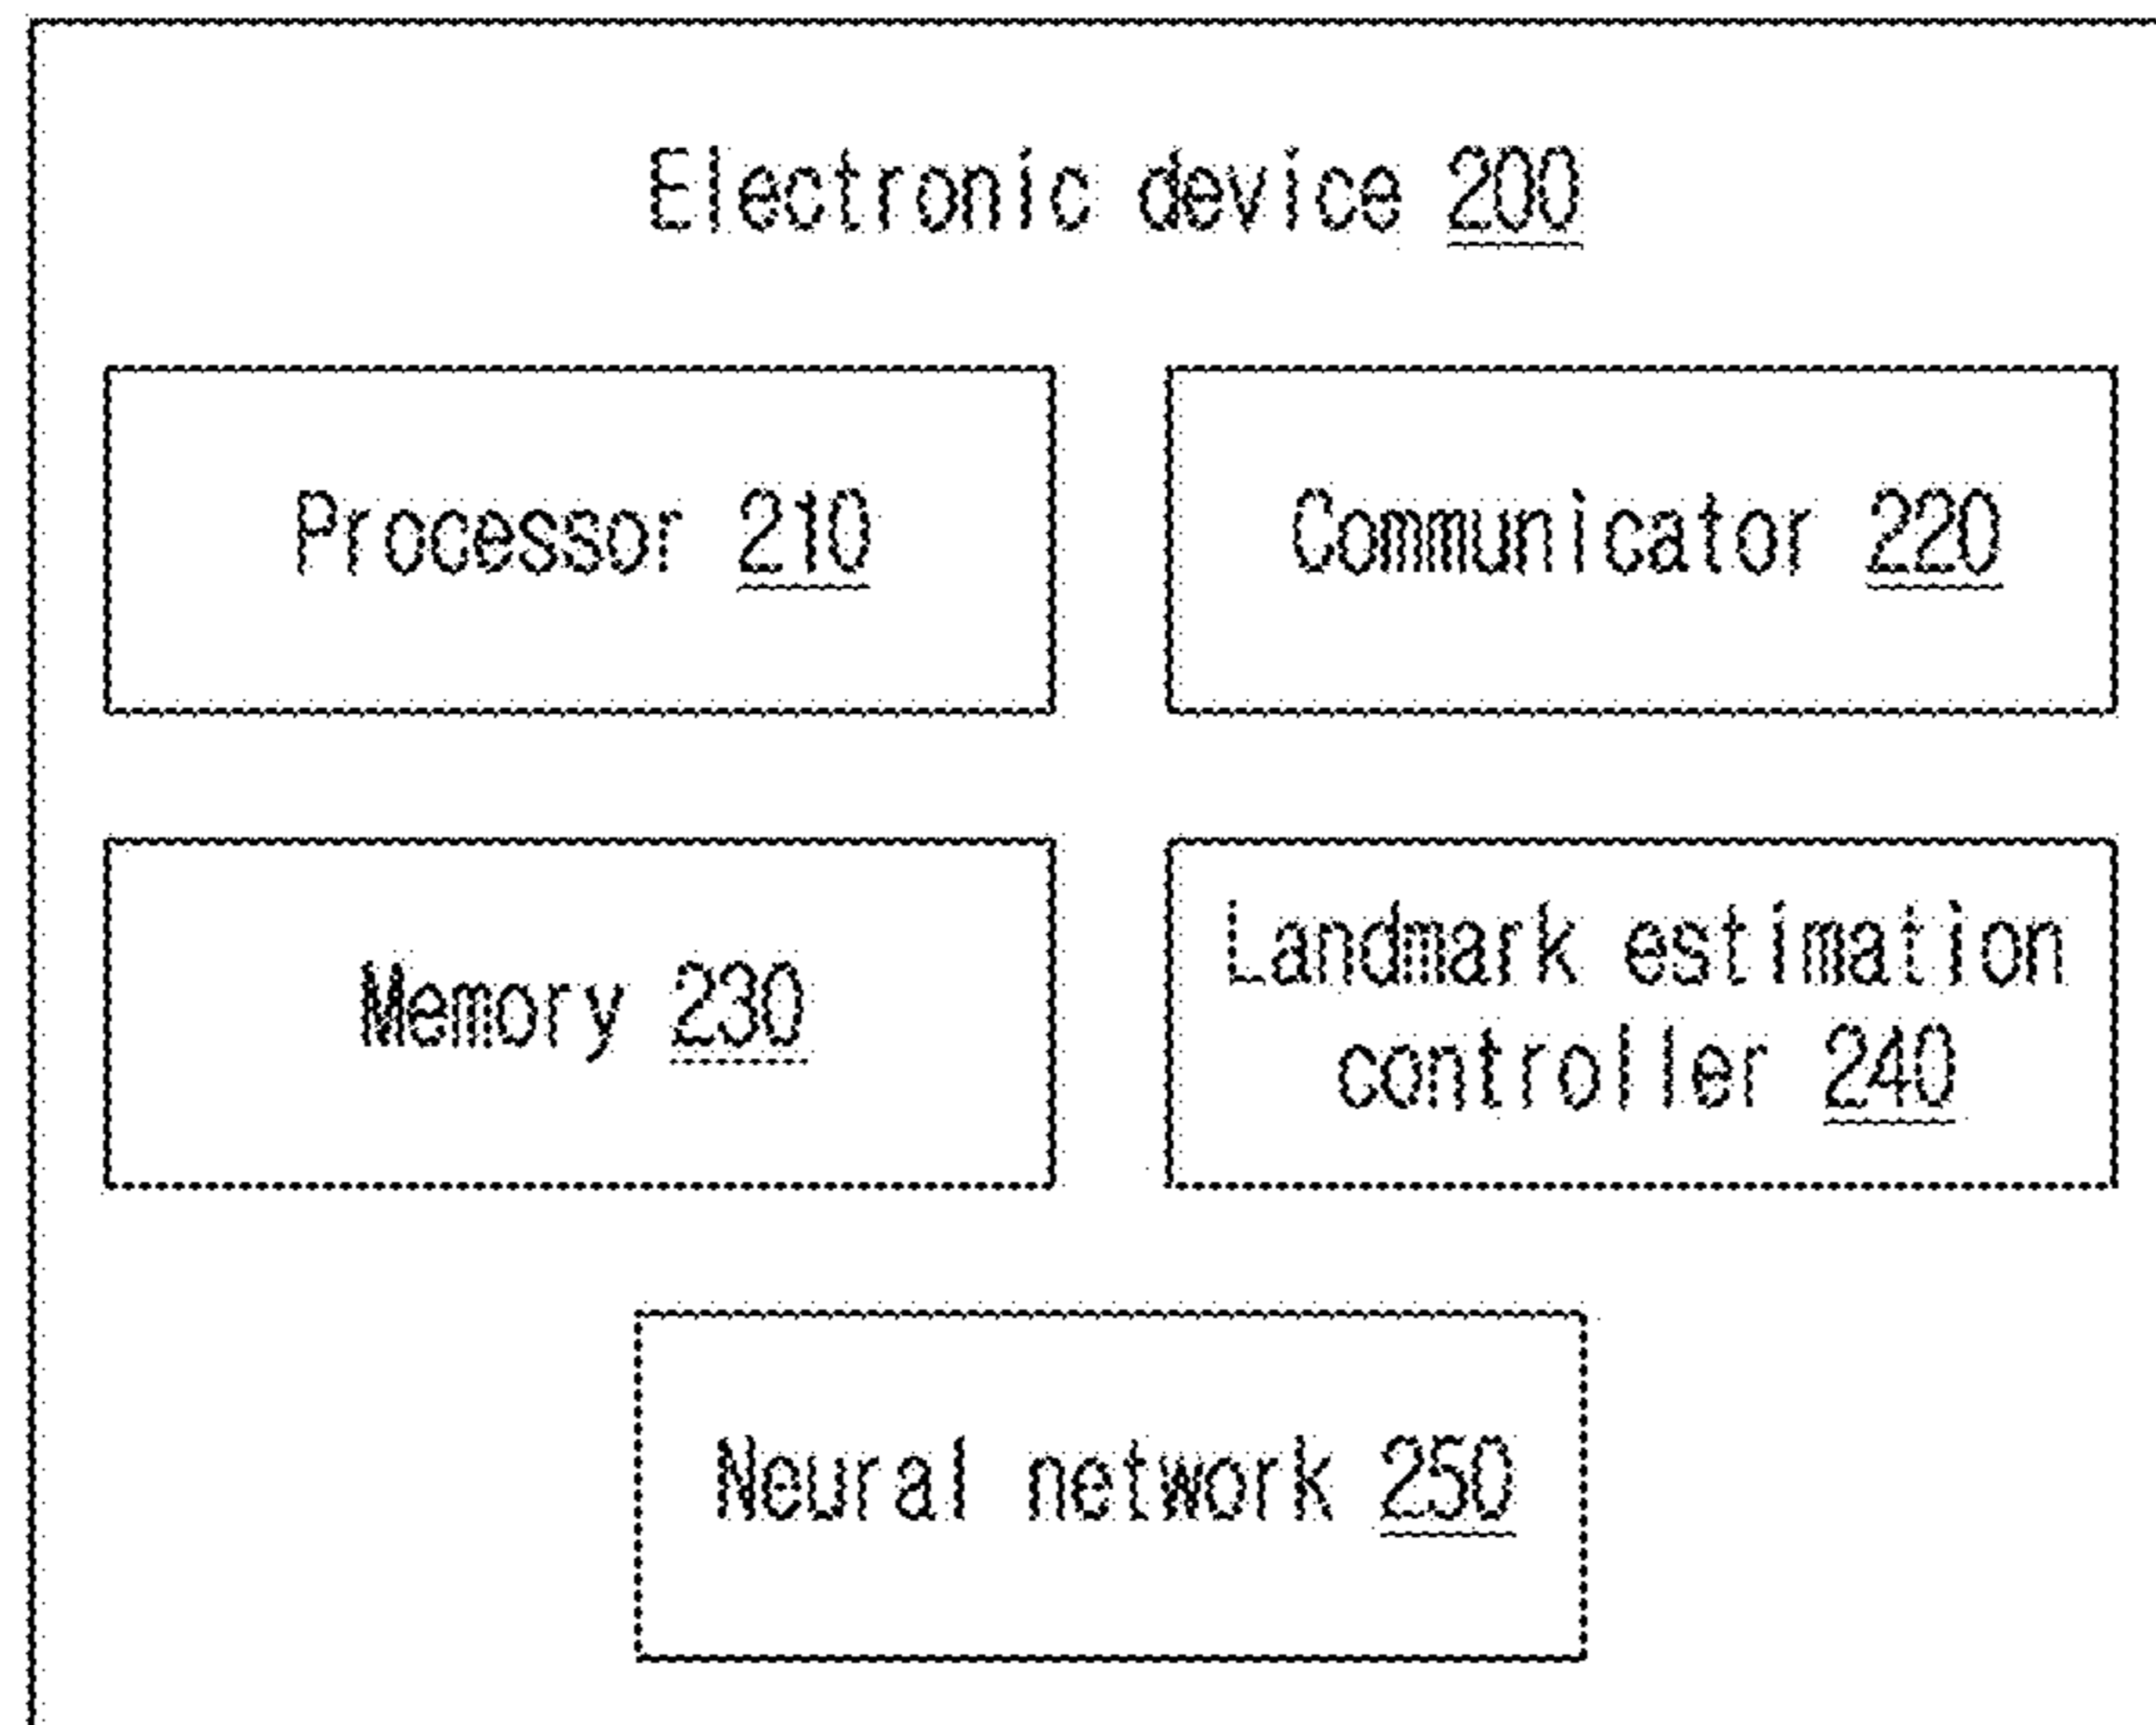 Electronic device 200
Processor 210
Communicator 220
Memory 230
Landmark estimation
controller 240
Neural network 250